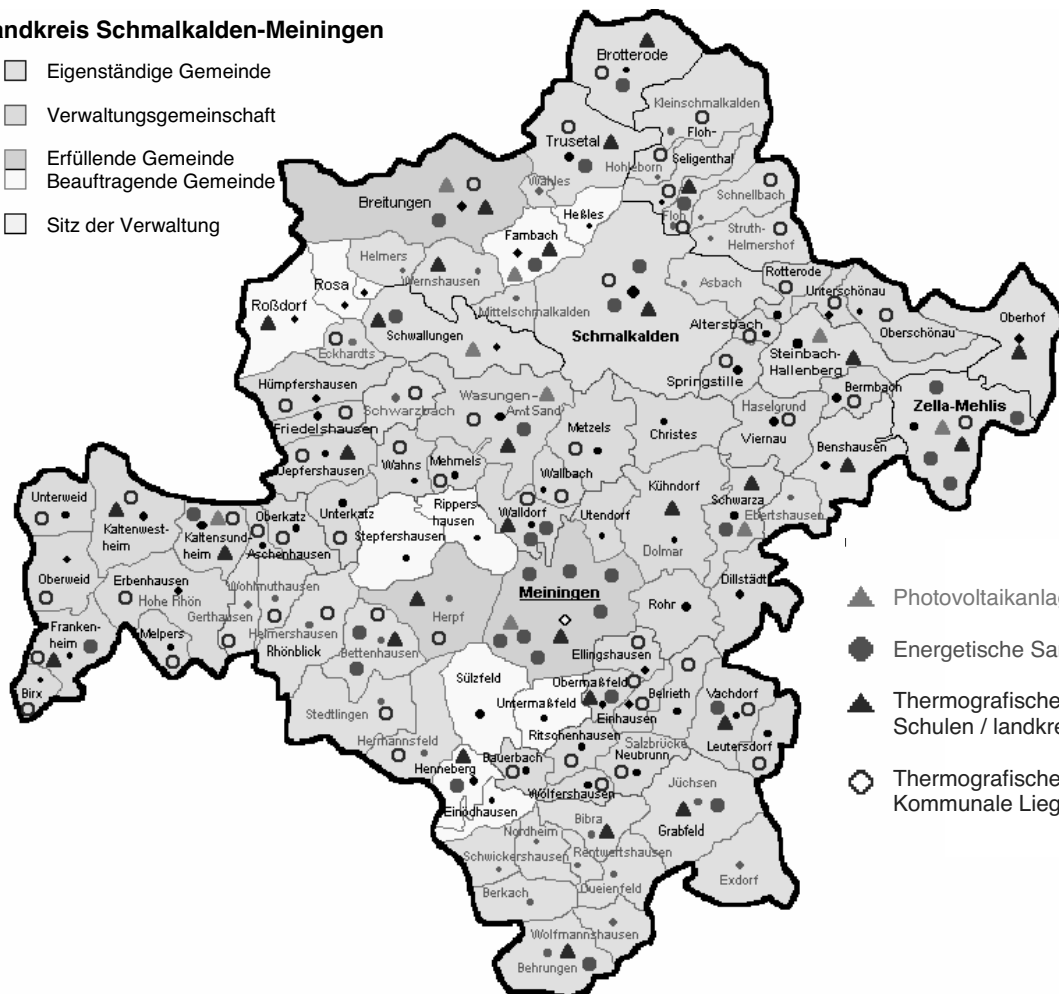 andkreis Schmalkalden-Meiningen
Eigenständige Gemeinde
Verwaltungsgemeinschaft
Erfüllende Gemeinde
Beauftragende Gemeinde
Sitz der Verwaltung
Brotterode
Kleinschmalkalden
Floh-
Seligenthal
Trusetal
Hohleborn
Wahles
Schnellbach
Breitungen
Heßles
Floh
Struth-
Helmershof
Fambach
Helmers
Wernshausen
Rosa
Roßdorf
Mittelschmalkalden
Asbach
Rotterode
Unterschönau
Oberschönau
Oberhof
Schwallungen
Schmalkalden
Altersbach
Steinbach-
Hallenberg
Eckhardts
Springstille
Bermbach
Hümpfershausen
Schwarzbach
Wasungen-
Amt Sand
Haselgrund
Zella-Mehlis
Friedelshausen
Metzels
Christes
Viernau
Benshausen
Oepfershausen
Wahns
Mehmels
Wallbach
Kühndorf
Schwarza
Ebertshausen
Unterweid
Kaltenwest-
heim
Kaltensund-
heim
Oberkatz
Unterkatz
Aschenhausen
Rippers-
hausen
Stepfershausen
Walldorf
Utendorf
Dolmar
Oberweid
Erbenhausen
Hohe Rhön
Wohlmuthausen
Gerthausen
Meiningen
Dillstädt
Rohr
Herpf
Franken-
heim
Melpers
Helmershausen
Rhönblick
Bettenhausen
Ellingshausen
Birx
Sülzfeld
Obermaßfeld
Belrieth
Vachdorf
Untermaßfeld
Einhausen
Stedtlingen
Ritschenhausen
Salzbrücke
Leutersdorf
Hermannsfeld
Bauerbach
Neubrunn
Henneberg
Jüchsen
Wölfershausen
Einödhausen
Bibra
Grabfeld
Nordheim
Schwickershausen
Rentwertshausen
Exdorf
Berkach
Queienfeld
Wolfmannshausen
Behrungen
Photovoltaikanla
Energetische Sa
Thermografische
Schulen / landkre
Thermografische
Kommunale Lieg